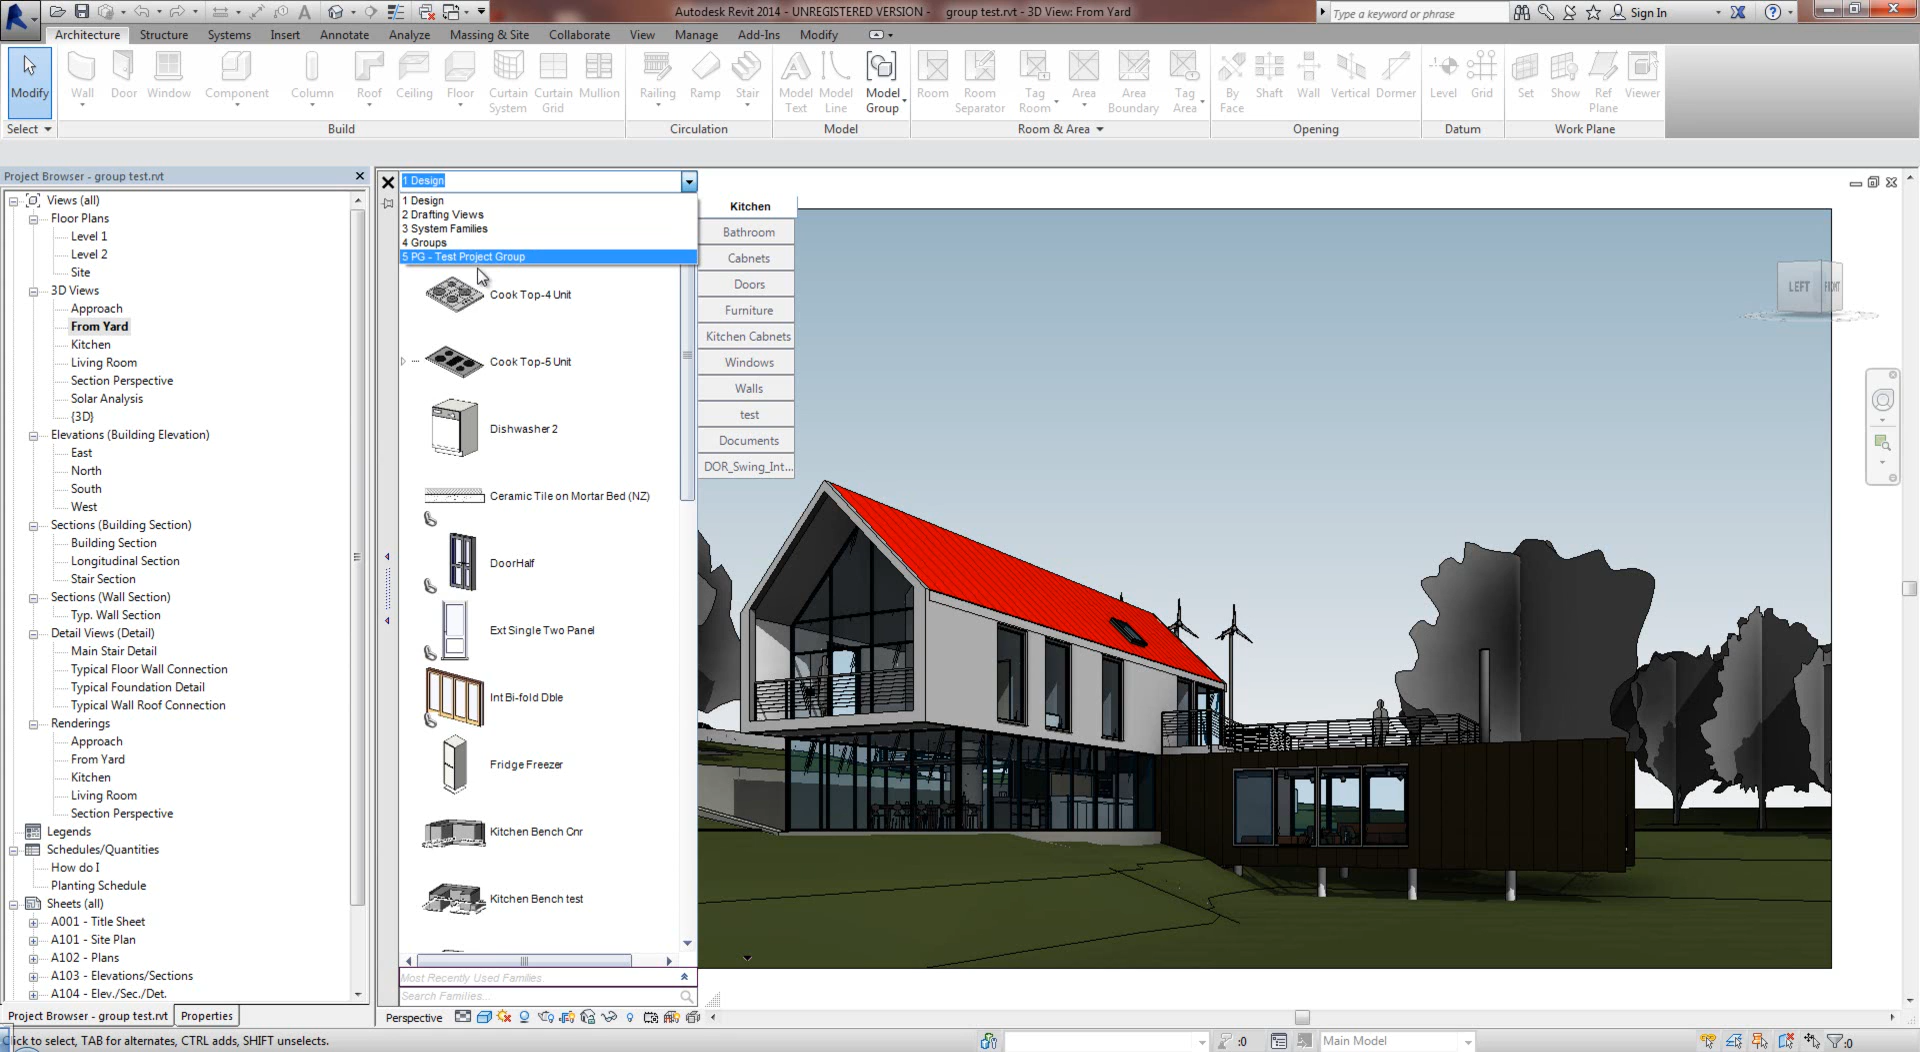 Autodesk Revit 2014 - UNREGISTERED VERSION - group test.rvt - 3D View: From Yard
Type a keyword or phrase
Sign In
Architecture Structure Systems Insert Annotate Analyze Massing & Site Collaborate View Manage Add-Ins Modify
Modify Wall Door Window Component Column Roof Ceiling Floor Curtain System Curtain Grid Mullion Railing Ramp Stair Model Text Model Line Model Group Room Room Separator Tag Room Area Area Boundary Tag Area By Face Shaft Wall Vertical Dormer Level Grid Set Show Ref Plane Viewer
Select Build Circulation Model Room & Area Opening Datum Work Plane
Project Browser - group test.rvt
Views (all)
Floor Plans
Level 1
Level 2
Site
3D Views
Approach
From Yard
Kitchen
Living Room
Section Perspective
Solar Analysis
{3D}
Elevations (Building Elevation)
East
North
South
West
Sections (Building Section)
Building Section
Longitudinal Section
Stair Section
Sections (Wall Section)
Typ. Wall Section
Detail Views (Detail)
Main Stair Detail
Typical Floor Wall Connection
Typical Foundation Detail
Typical Wall Roof Connection
Renderings
Approach
From Yard
Kitchen
Living Room
Section Perspective
Legends
Schedules/Quantities
How do I
Planting Schedule
Sheets (all)
A001 - Title Sheet
A101 - Site Plan
A102 - Plans
A103 - Elevations/Sections
A104 - Elev./Sec./Det.
Project Browser - group test.rvt Properties
1 Design
1 Design
2 Drafting Views
3 System Families
4 Groups
5 PG - Test Project Group
Cook Top-4 Unit
Cook Top-5 Unit
Dishwasher 2
Ceramic Tile on Mortar Bed (NZ)
DoorHalf
Ext Single Two Panel
Int Bi-fold Dble
Fridge Freezer
Kitchen Bench Cnr
Kitchen Bench test
Most Recently Used Families
Search Families...
Kitchen
Bathroom
Cabnets
Doors
Furniture
Kitchen Cabnets
Windows
Walls
test
Documents
DOR_Swing_Int...
LEFT
FRONT
Perspective
ick to select, TAB for alternates, CTRL adds, SHIFT unselects.
:0
Main Model
:0